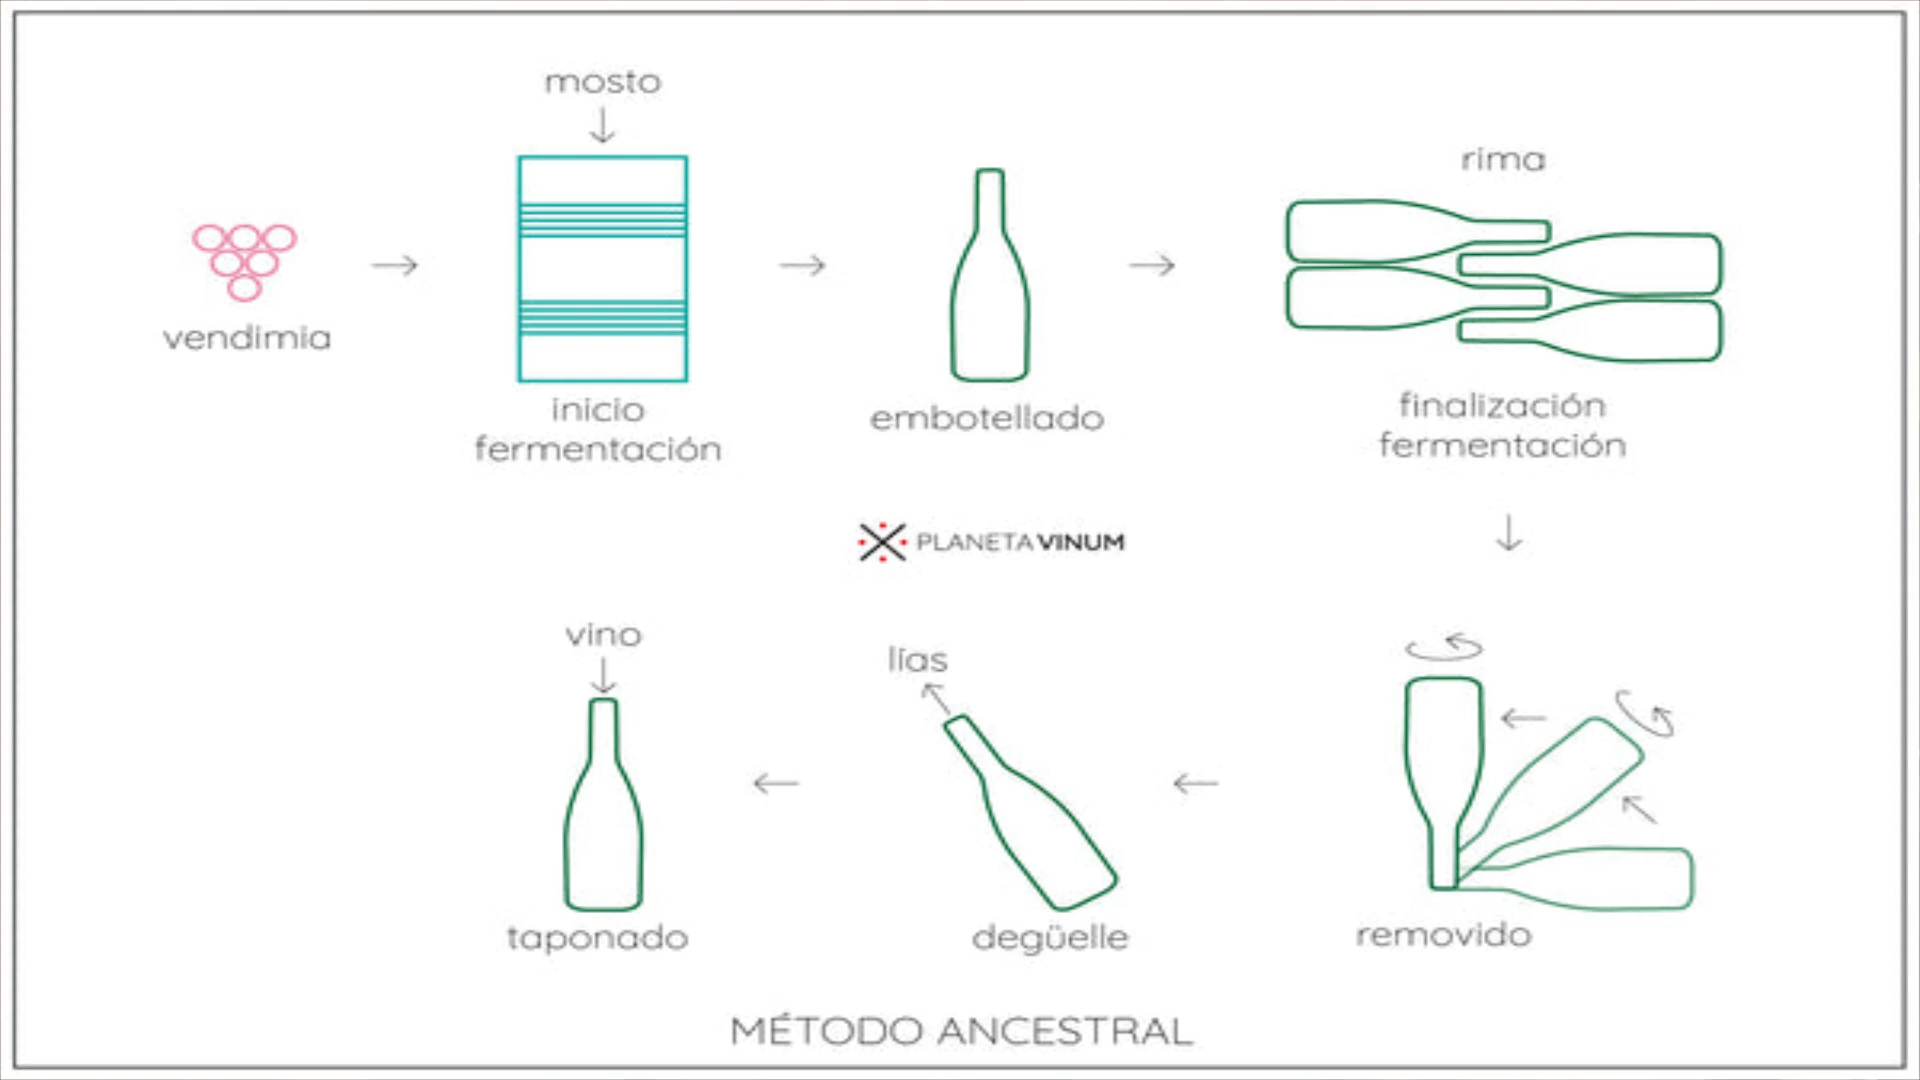 mosto
vendimia
inicio
fermentación
embotellado
rima
finalización
fermentación
PLANETA VINUM
removido
lías
degüelle
vino
taponado
MÉTODO ANCESTRAL